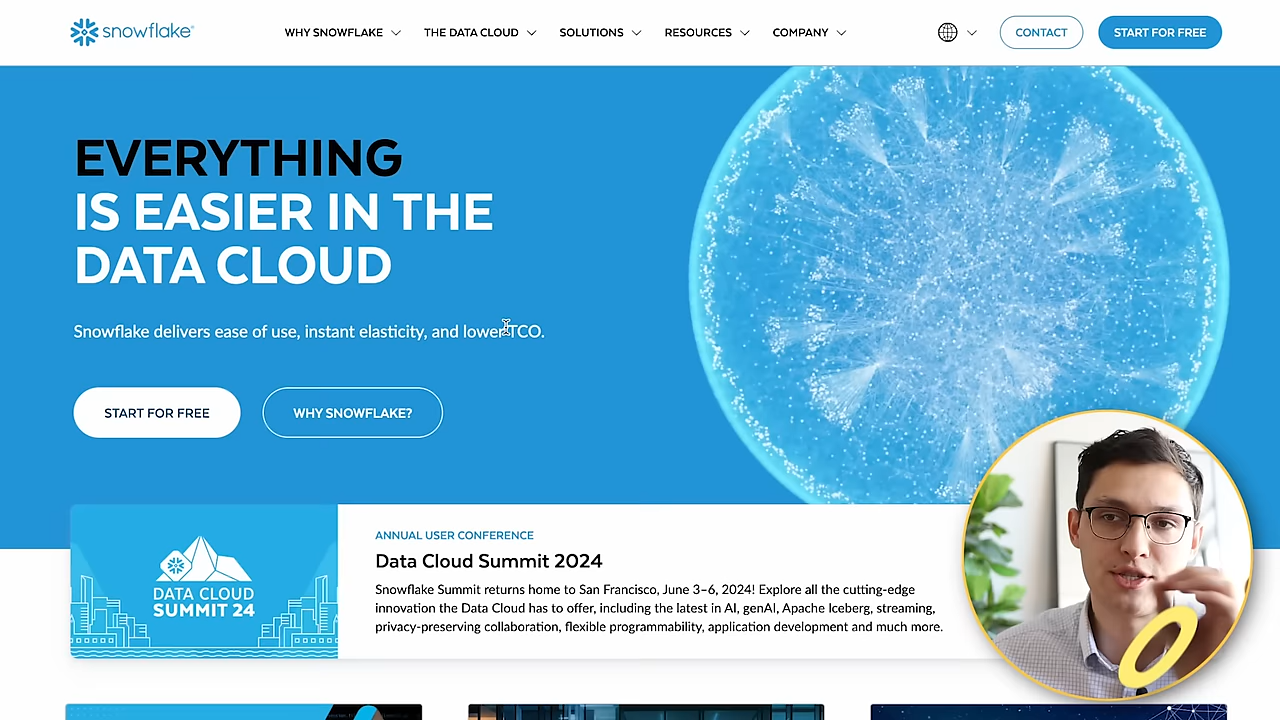 snowflake®
WHY SNOWFLAKE
THE DATA CLOUD
SOLUTIONS
RESOURCES
COMPANY
CONTACT
START FOR FREE
EVERYTHING
IS EASIER IN THE
DATA CLOUD
Snowflake delivers ease of use, instant elasticity, and lower TCO.
START FOR FREE
WHY SNOWFLAKE?
DATA CLOUD
SUMMIT 24
ANNUAL USER CONFERENCE
Data Cloud Summit 2024
Snowflake Summit returns home to San Francisco, June 3–6, 2024! Explore all the cutting-edge
innovation the Data Cloud has to offer, including the latest in AI, genAI, Apache Iceberg, streaming,
privacy-preserving collaboration, flexible programmability, application development and much more.